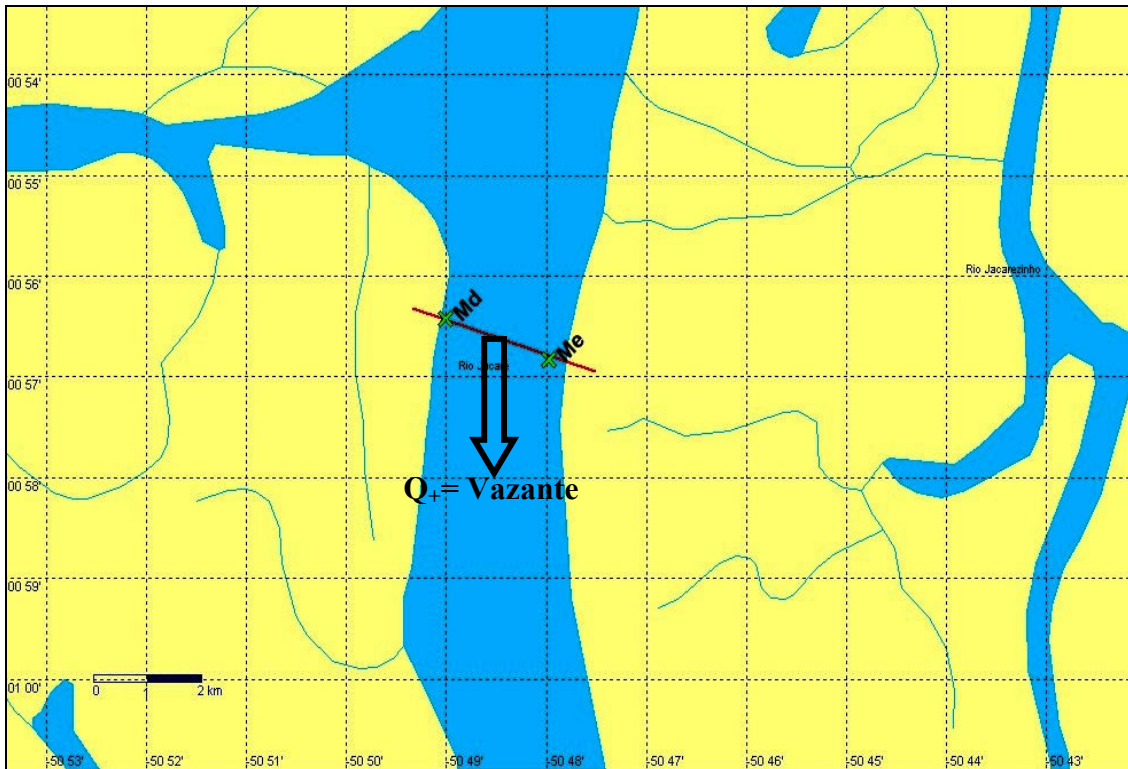 00 54'
00 55'
00 56'
Rio Jacarezinho
Md
Me
Rio Jacaré
00 57'
00 58'
Q+= Vazante
00 59'
01 00'
0 1 2 km
-50 53' -50 52' -50 51' -50 50' -50 49' -50 48' -50 47' -50 46' -50 45' -50 44' -50 43'